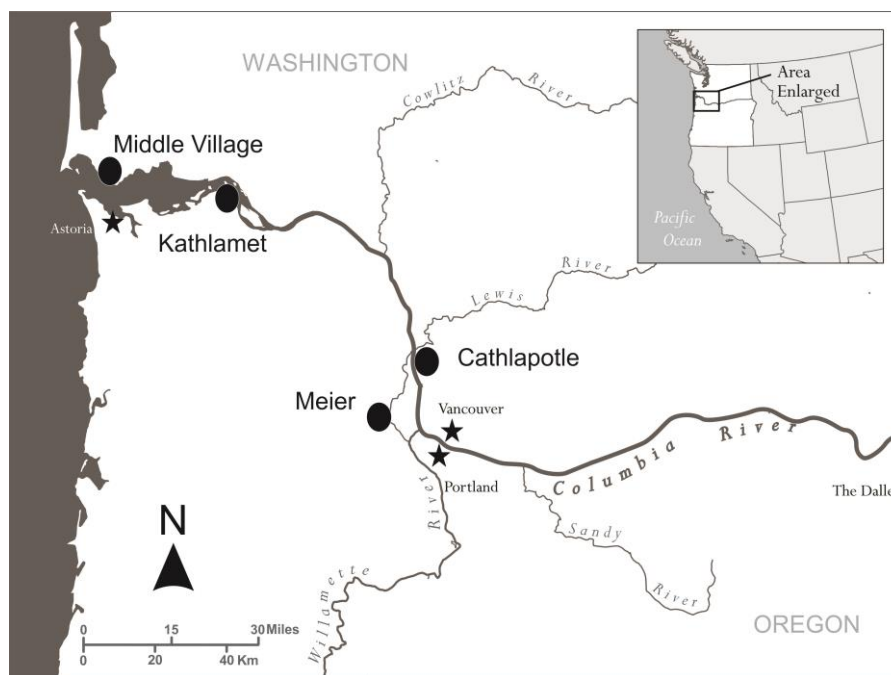 WASHINGTON
Cowlitz River
Area
Enlarged
Pacific
Ocean
Middle Village
Astoria
Kathlamet
Lewis River
Cathlapotle
Meier
Vancouver
Portland
Columbia River
The Dalle
Willamette River
Sandy River
N
OREGON
0 15 30 Miles
0 20 40 Km